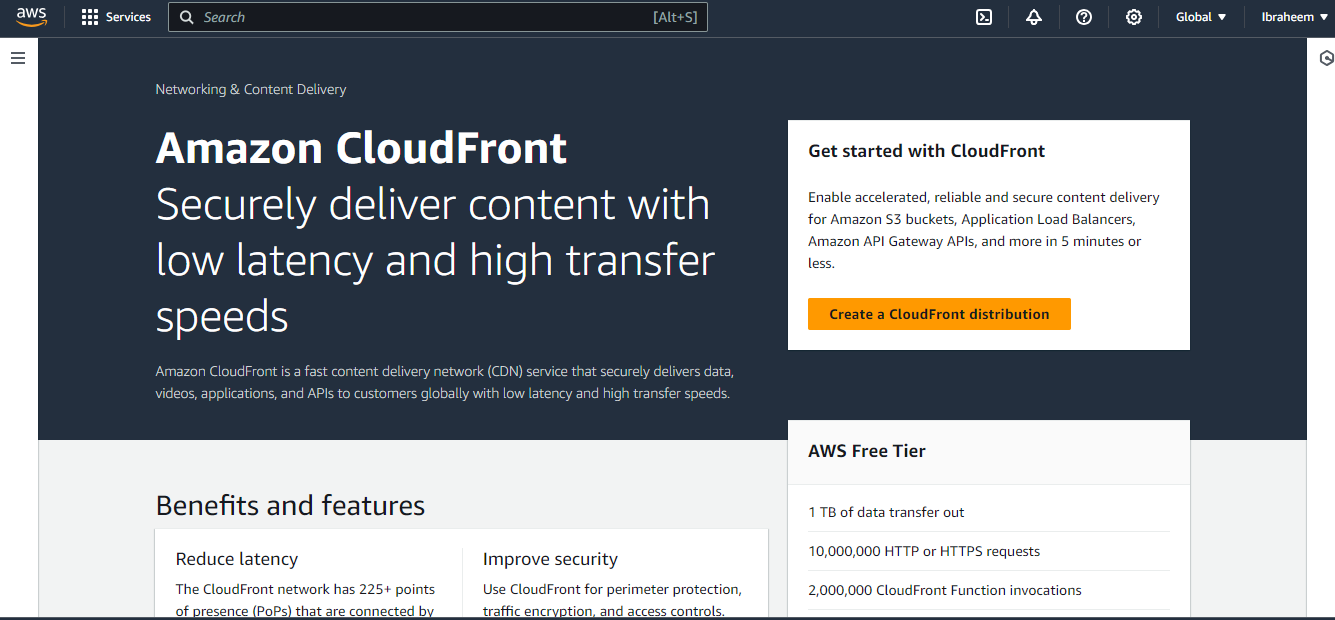 aws
Services
Search
[Alt+S]
Global
Ibraheem
Networking & Content Delivery
Amazon CloudFront
Securely deliver content with
low latency and high transfer
speeds
Amazon CloudFront is a fast content delivery network (CDN) service that securely delivers data,
videos, applications, and APIs to customers globally with low latency and high transfer speeds.
Get started with CloudFront
Enable accelerated, reliable and secure content delivery
for Amazon S3 buckets, Application Load Balancers,
Amazon API Gateway APIs, and more in 5 minutes or
less.
Create a CloudFront distribution
AWS Free Tier
1 TB of data transfer out
10,000,000 HTTP or HTTPS requests
2,000,000 CloudFront Function invocations
Benefits and features
Reduce latency
The CloudFront network has 225+ points
of presence (PoPs) that are connected by
Improve security
Use CloudFront for perimeter protection,
traffic encryption, and access controls.